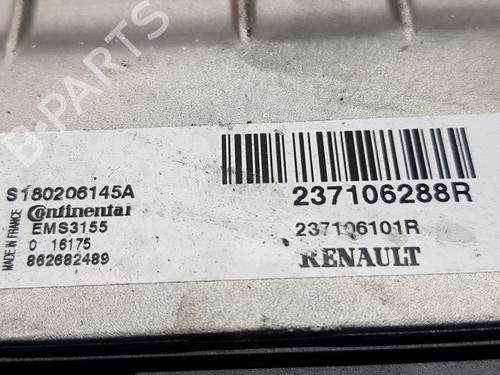 B-PARTS
S180206145A
Continental
EMS3155
0 16175
862682489
MADE IN FRANCE
237106288R
237106101R
RENAULT